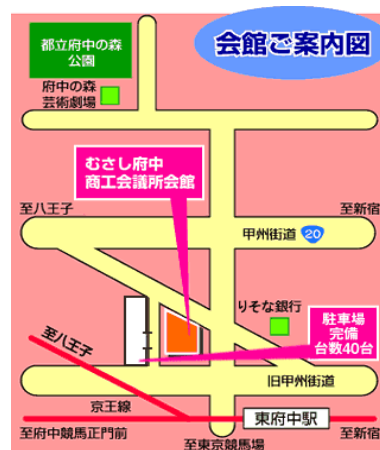 会館ご案内図
都立府中の森
公園
府中の森
芸術劇場
むさし府中
商工会議所会館
至八王子
至新宿
甲州街道 20
りそな銀行
駐車場
完備
台数40台
至八王子
旧甲州街道
京王線
東府中駅
至府中競馬正門前
至新宿
至東京競馬場